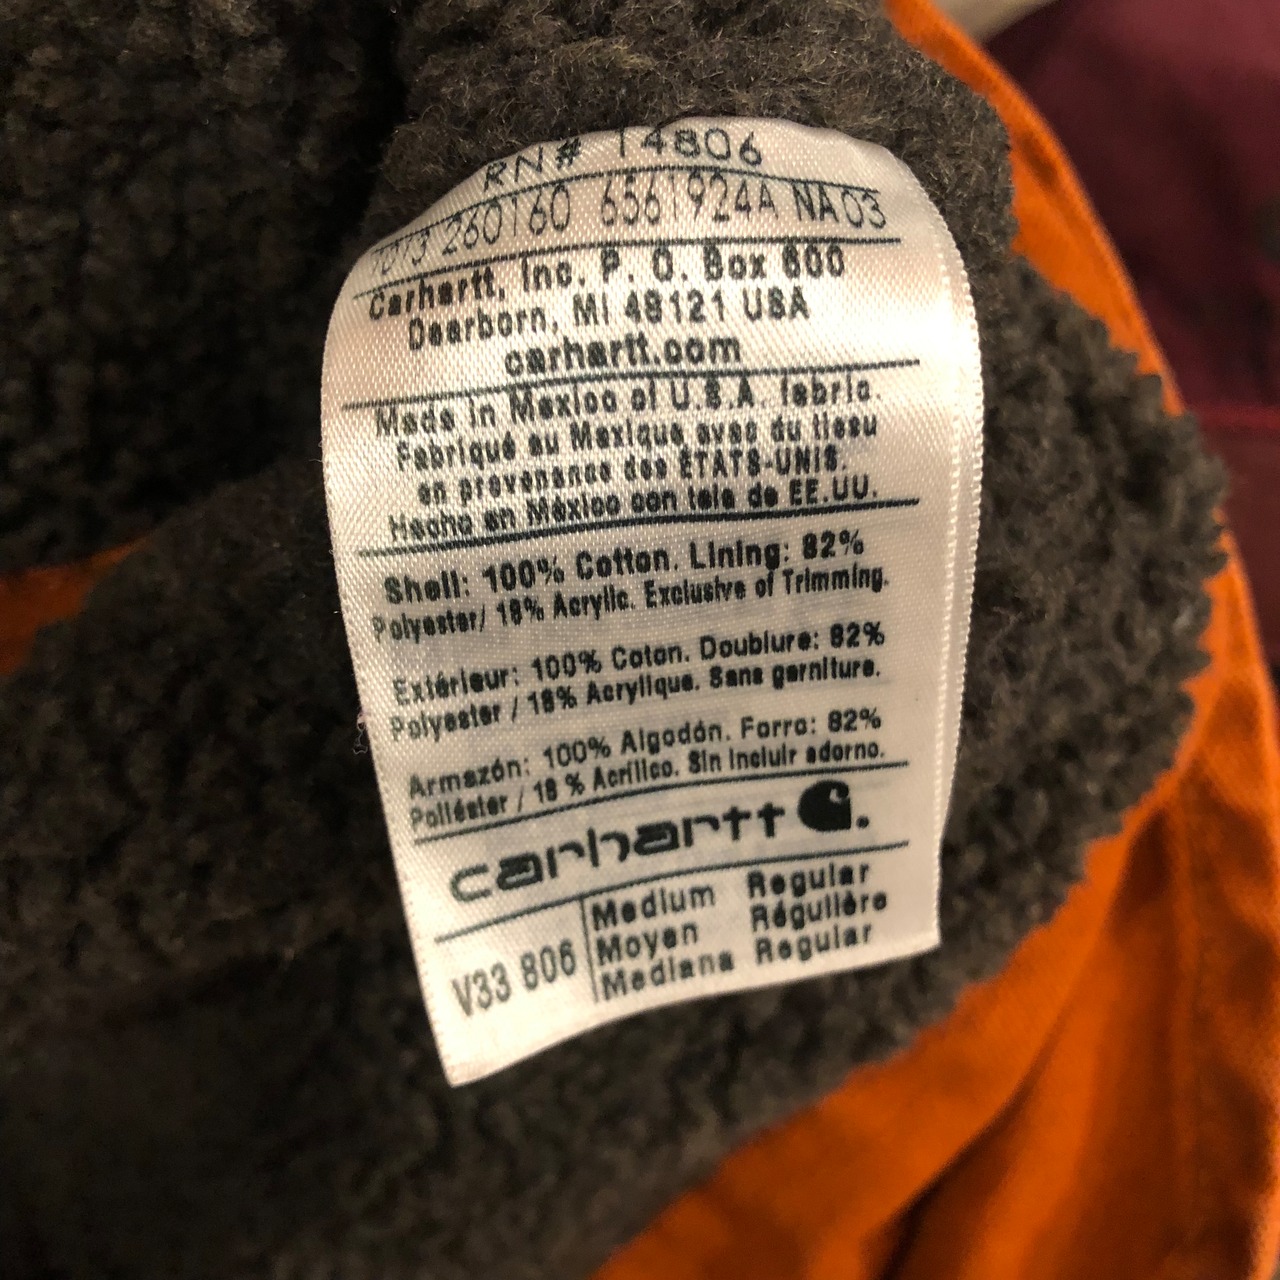 RN# 14806
260160 6561924A NA03
Carhartt, Inc. P. O. Box 600
Dearborn, MI 48121 USA
carhartt.com
Made in Mexico of U.S.A. fabric.
Fabriqué au Mexique avec du tissu
en provenance des ÉTATS-UNIS.
Hecho en México con tela de EE.UU.
Shell: 100% Cotton. Lining: 82%
Polyester/ 18% Acrylic. Exclusive of Trimming.
Extérieur: 100% Coton. Doublure: 82%
Polyester / 18% Acrylique. Sans garniture.
Armazón: 100% Algodón. Forro: 82%
Poliéster / 18 % Acrílico. Sin incluir adorno.
carhartt
V33 806
Medium Regular
Moyen Régulière
Mediana Regular